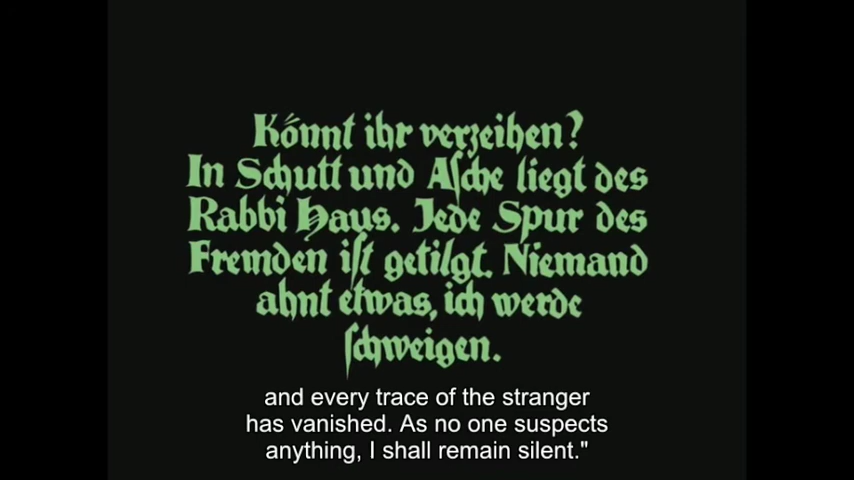 Könnt ihr verzeihen?
In Schutt und Asche liegt des
Rabbi Haus. Jede Spur des
Fremden ist getilgt. Niemand
ahnt etwas, ich werde
schweigen.
and every trace of the stranger
has vanished. As no one suspects
anything, I shall remain silent."